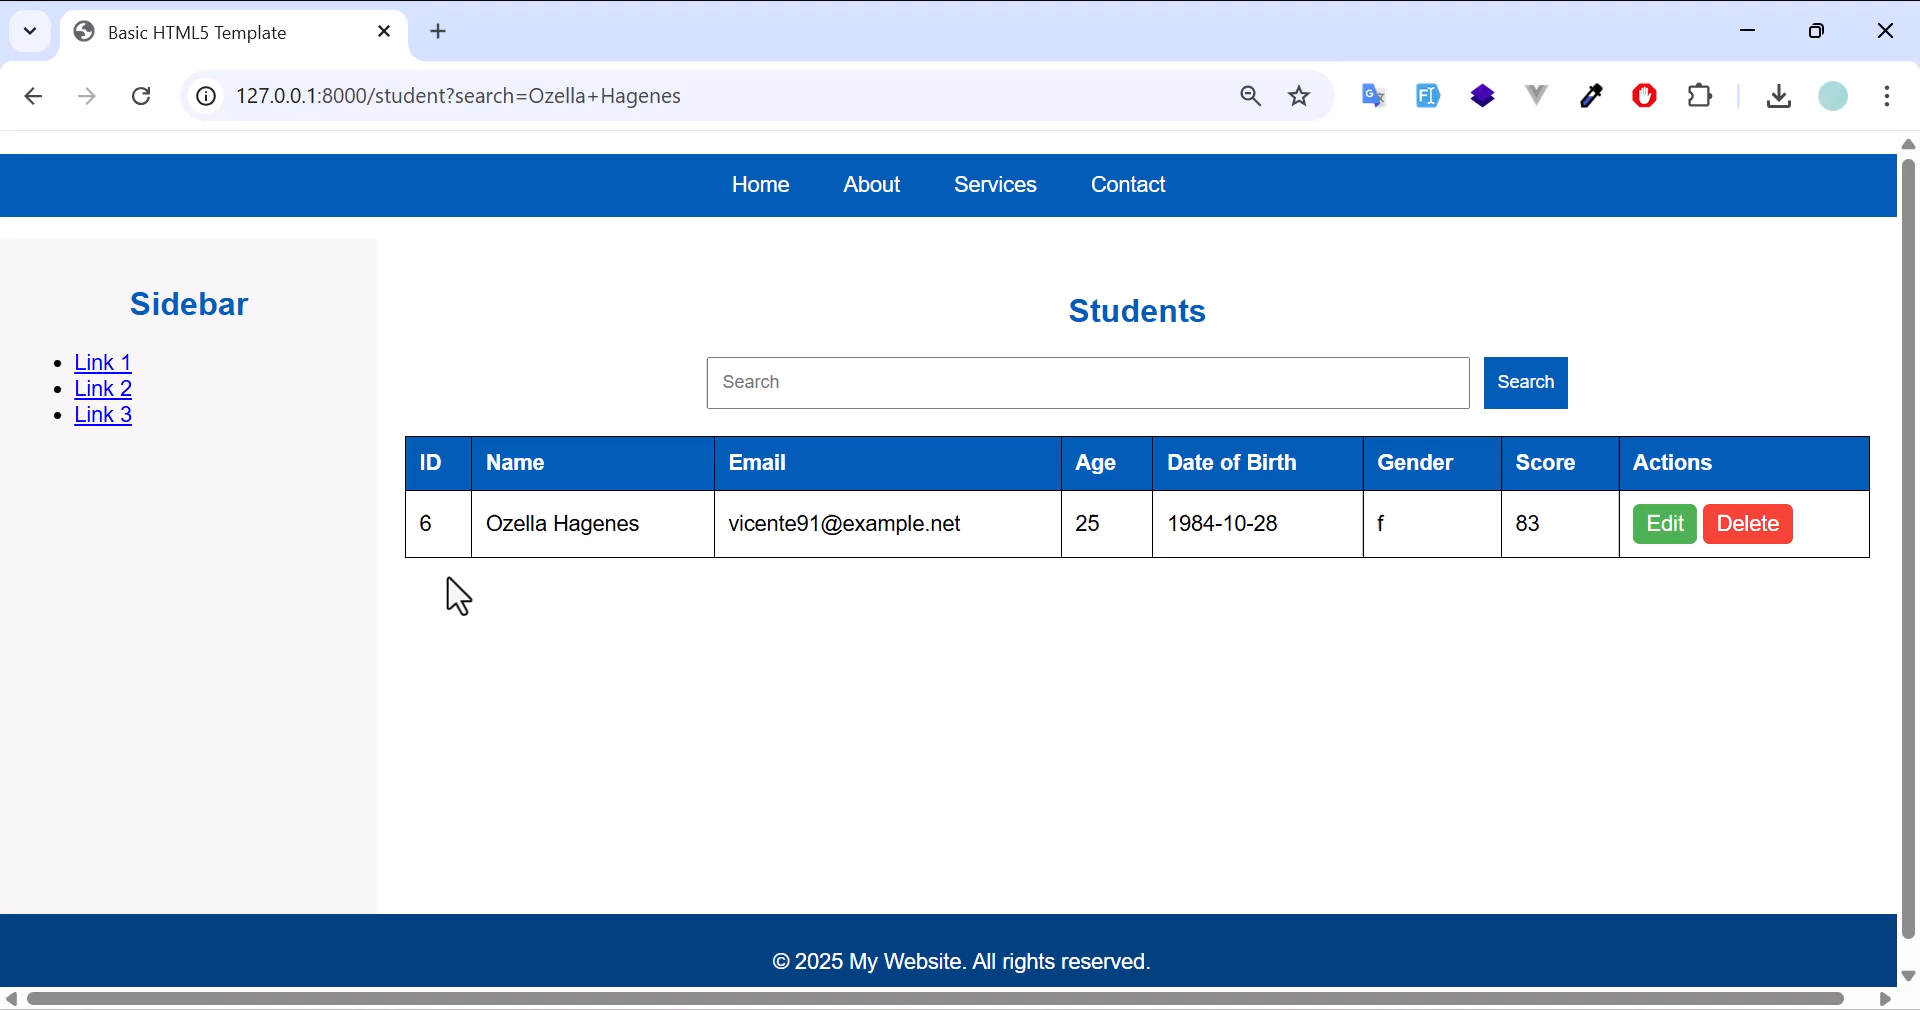 Basic HTML5 Template
127.0.0.1:8000/student?search=Ozella+Hagenes
Home About Services Contact
Sidebar
Link 1
Link 2
Link 3
Students
Search Search
ID Name Email Age Date of Birth Gender Score Actions
6 Ozella Hagenes vicente91@example.net 25 1984-10-28 f 83 Edit Delete
© 2025 My Website. All rights reserved.